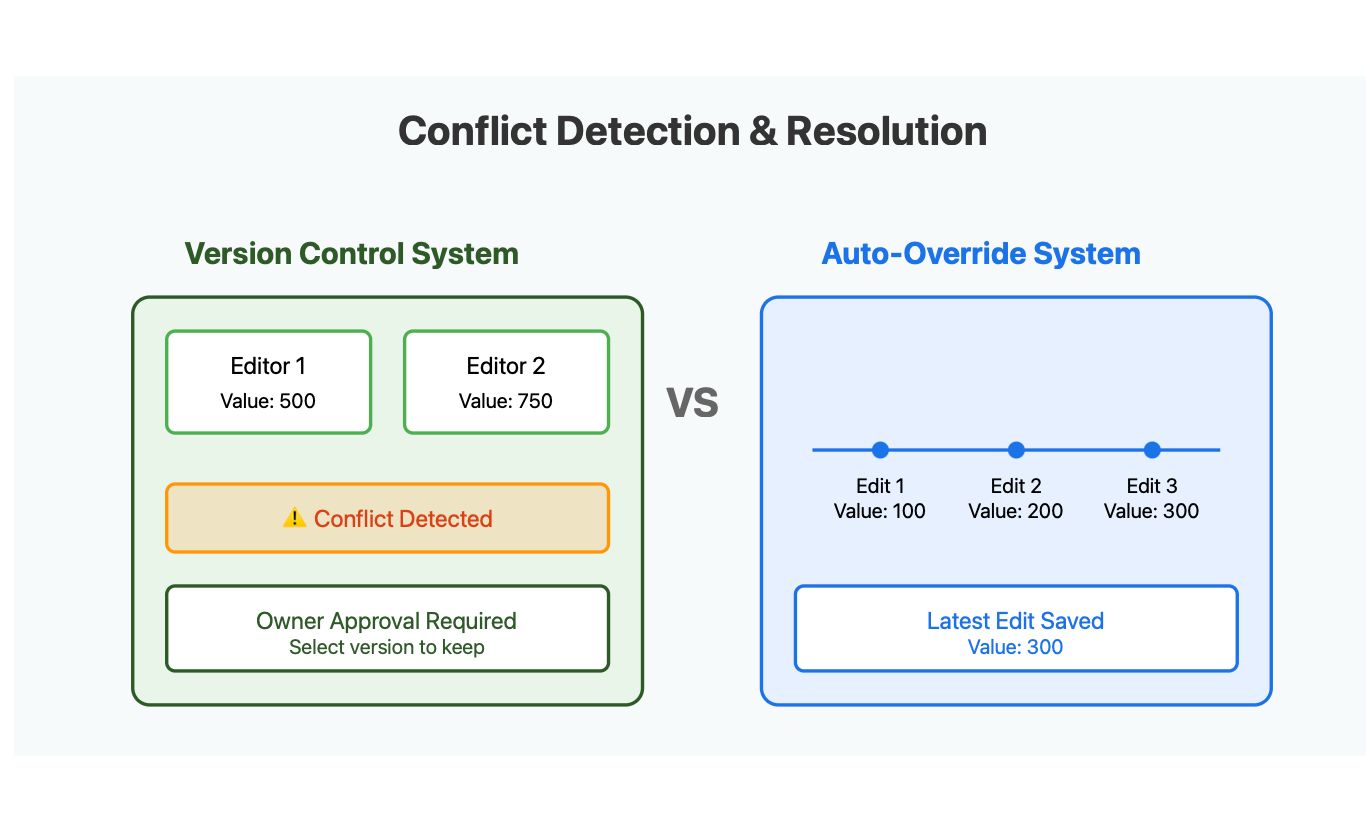 Conflict Detection & Resolution
Version Control System
Editor 1
Value: 500
Editor 2
Value: 750
⚠️ Conflict Detected
Owner Approval Required
Select version to keep
VS
Auto-Override System
Edit 1
Value: 100
Edit 2
Value: 200
Edit 3
Value: 300
Latest Edit Saved
Value: 300